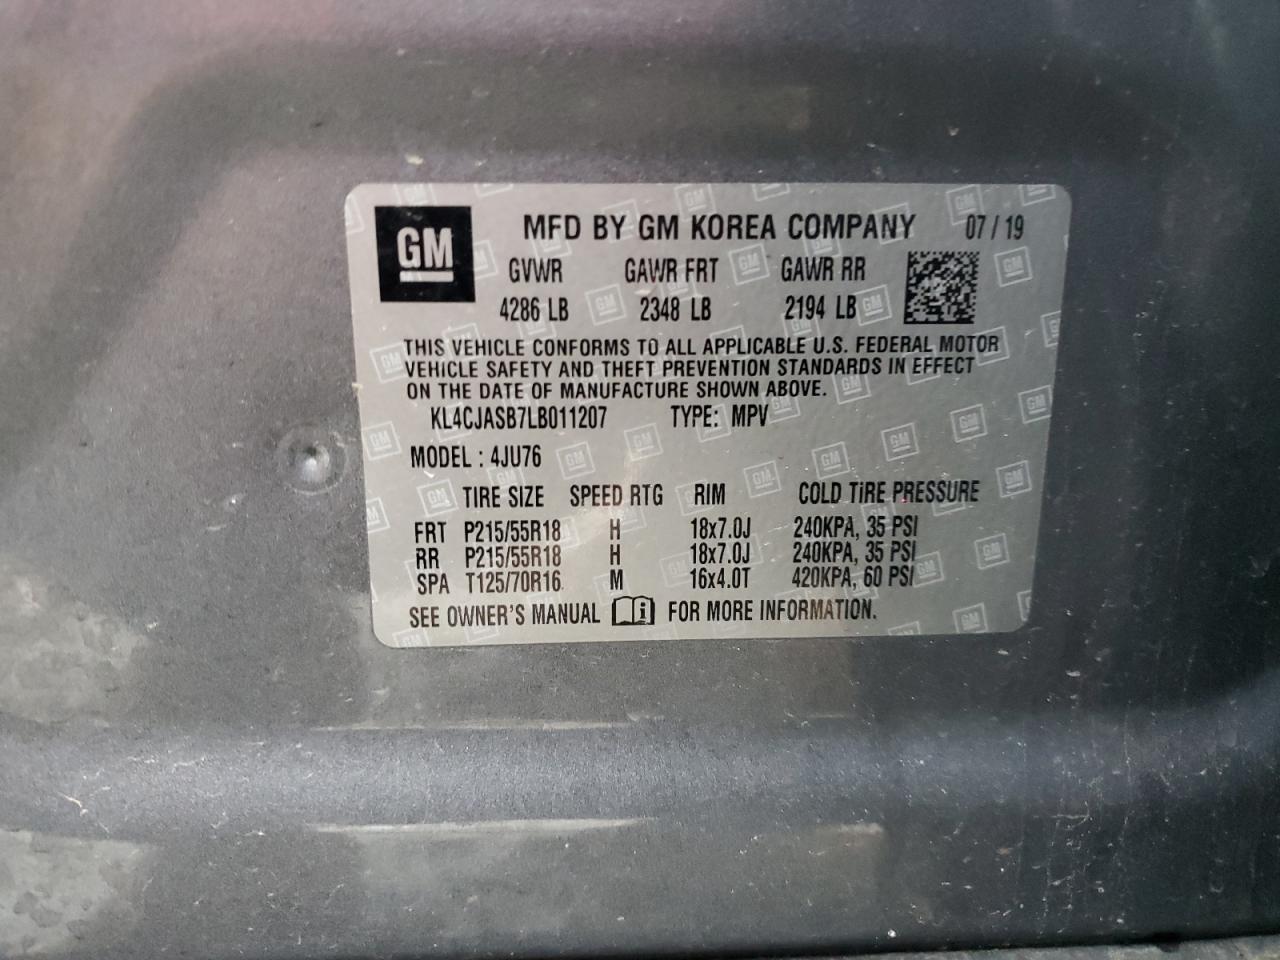 GM MFD BY GM KOREA COMPANY 07/19
GVWR GAWR FRT GAWR RR
4286 LB 2348 LB 2194 LB
THIS VEHICLE CONFORMS TO ALL APPLICABLE U.S. FEDERAL MOTOR
VEHICLE SAFETY AND THEFT PREVENTION STANDARDS IN EFFECT
ON THE DATE OF MANUFACTURE SHOWN ABOVE.
KL4CJASB7LB011207 TYPE: MPV
MODEL : 4JU76
TIRE SIZE SPEED RTG RIM COLD TIRE PRESSURE
FRT P215/55R18 H 18x7.0J 240KPA, 35 PSI
RR P215/55R18 H 18x7.0J 240KPA, 35 PSI
SPA T125/70R16 M 16x4.0T 420KPA, 60 PSI
SEE OWNER'S MANUAL i FOR MORE INFORMATION.